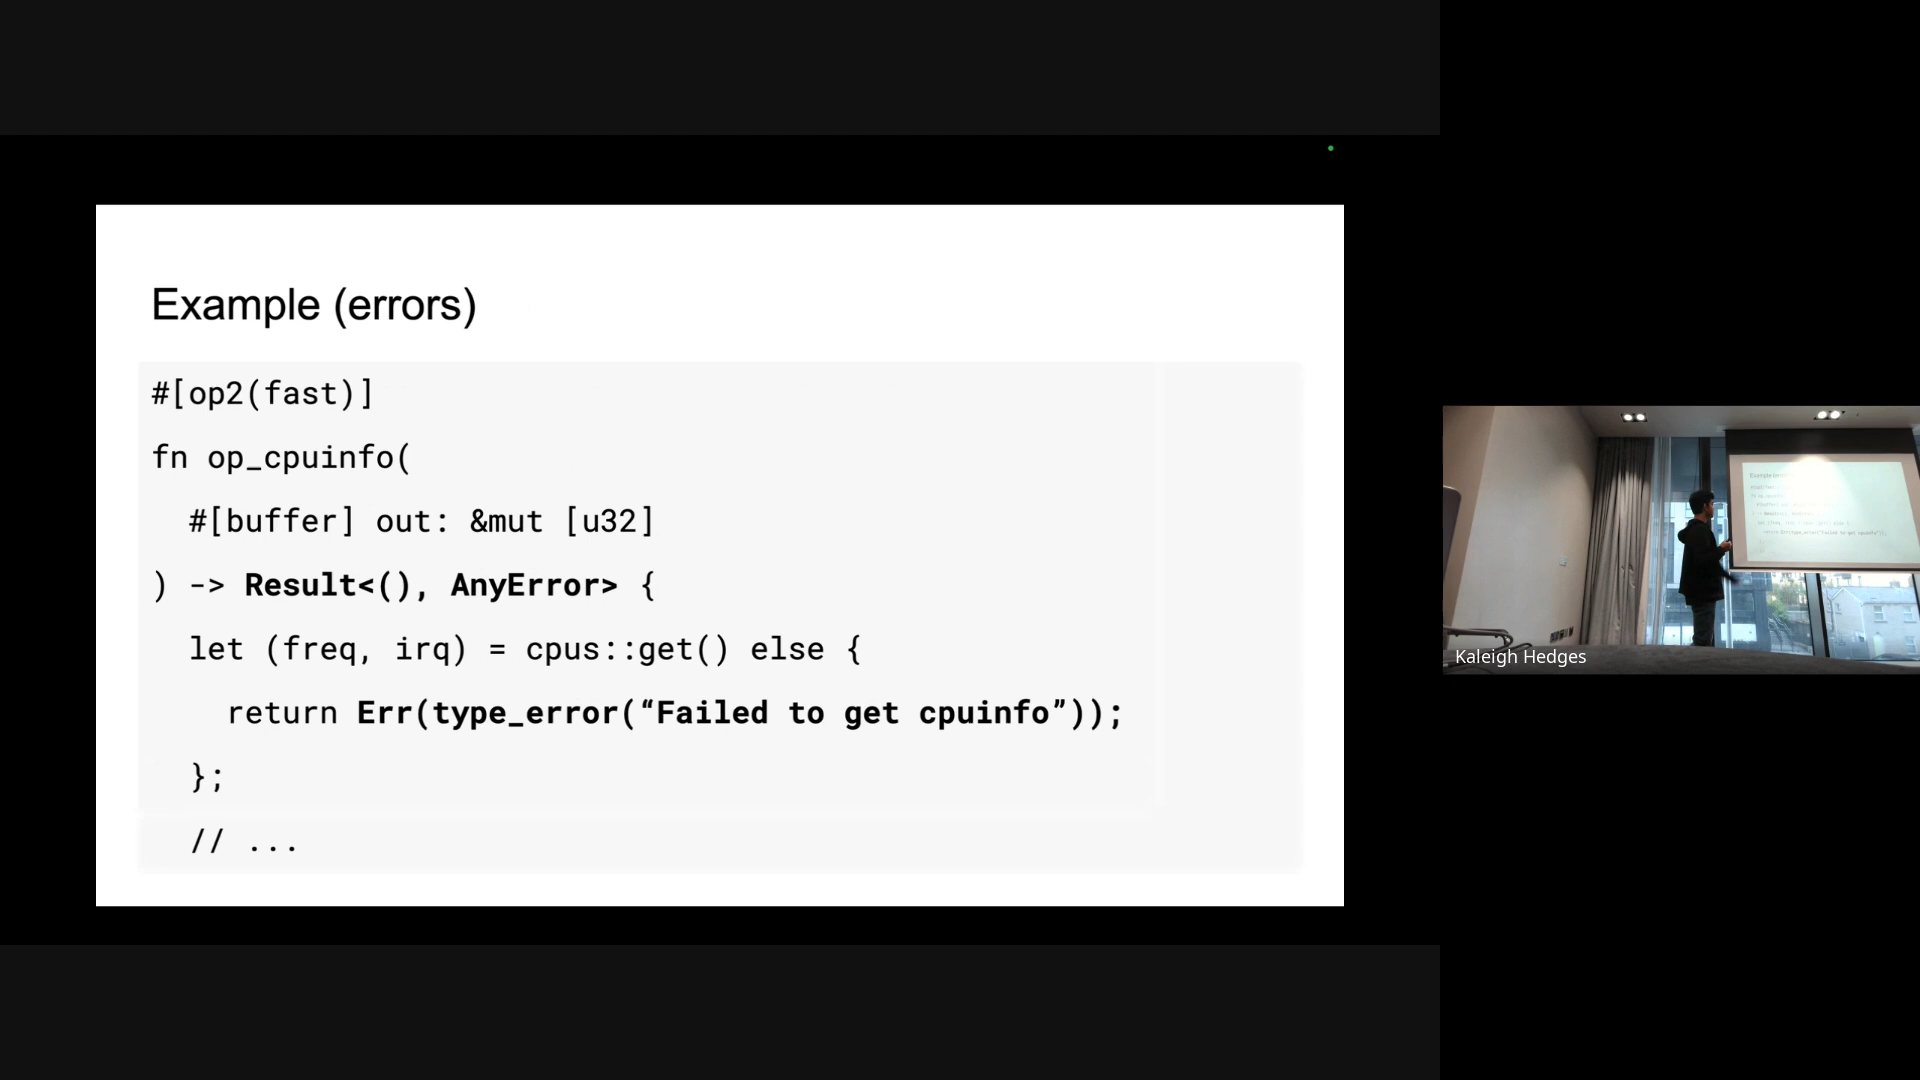 Example (errors)
#[op2(fast)]
fn op_cpuinfo(
  #[buffer] out: &mut [u32]
) -> Result<(), AnyError> {
  let (freq, irq) = cpus::get() else {
    return Err(type_error(“Failed to get cpuinfo”));
  };
  // ...
Kaleigh Hedges